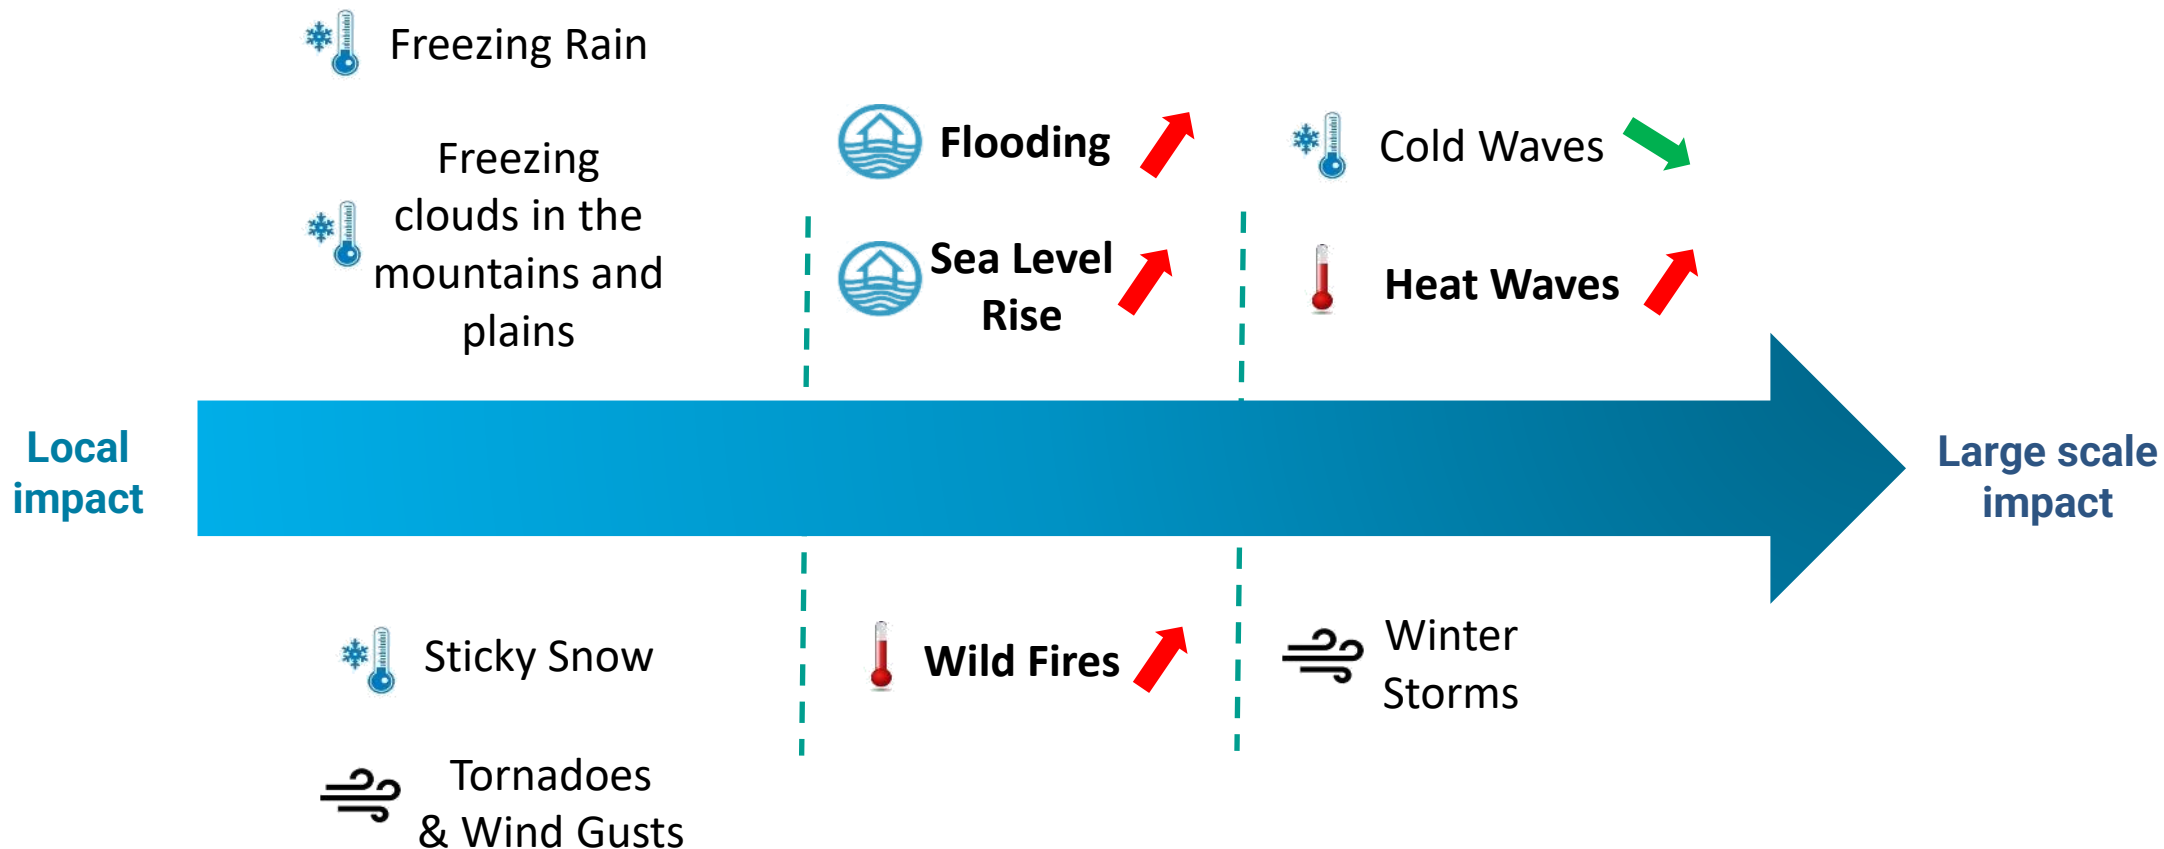 Freezing Rain
Freezing
clouds in the
mountains and
plains
Flooding
Sea Level
Rise
Cold Waves
Heat Waves
Local
impact
Large scale
impact
Sticky Snow
Tornadoes
& Wind Gusts
Wild Fires
Winter
Storms